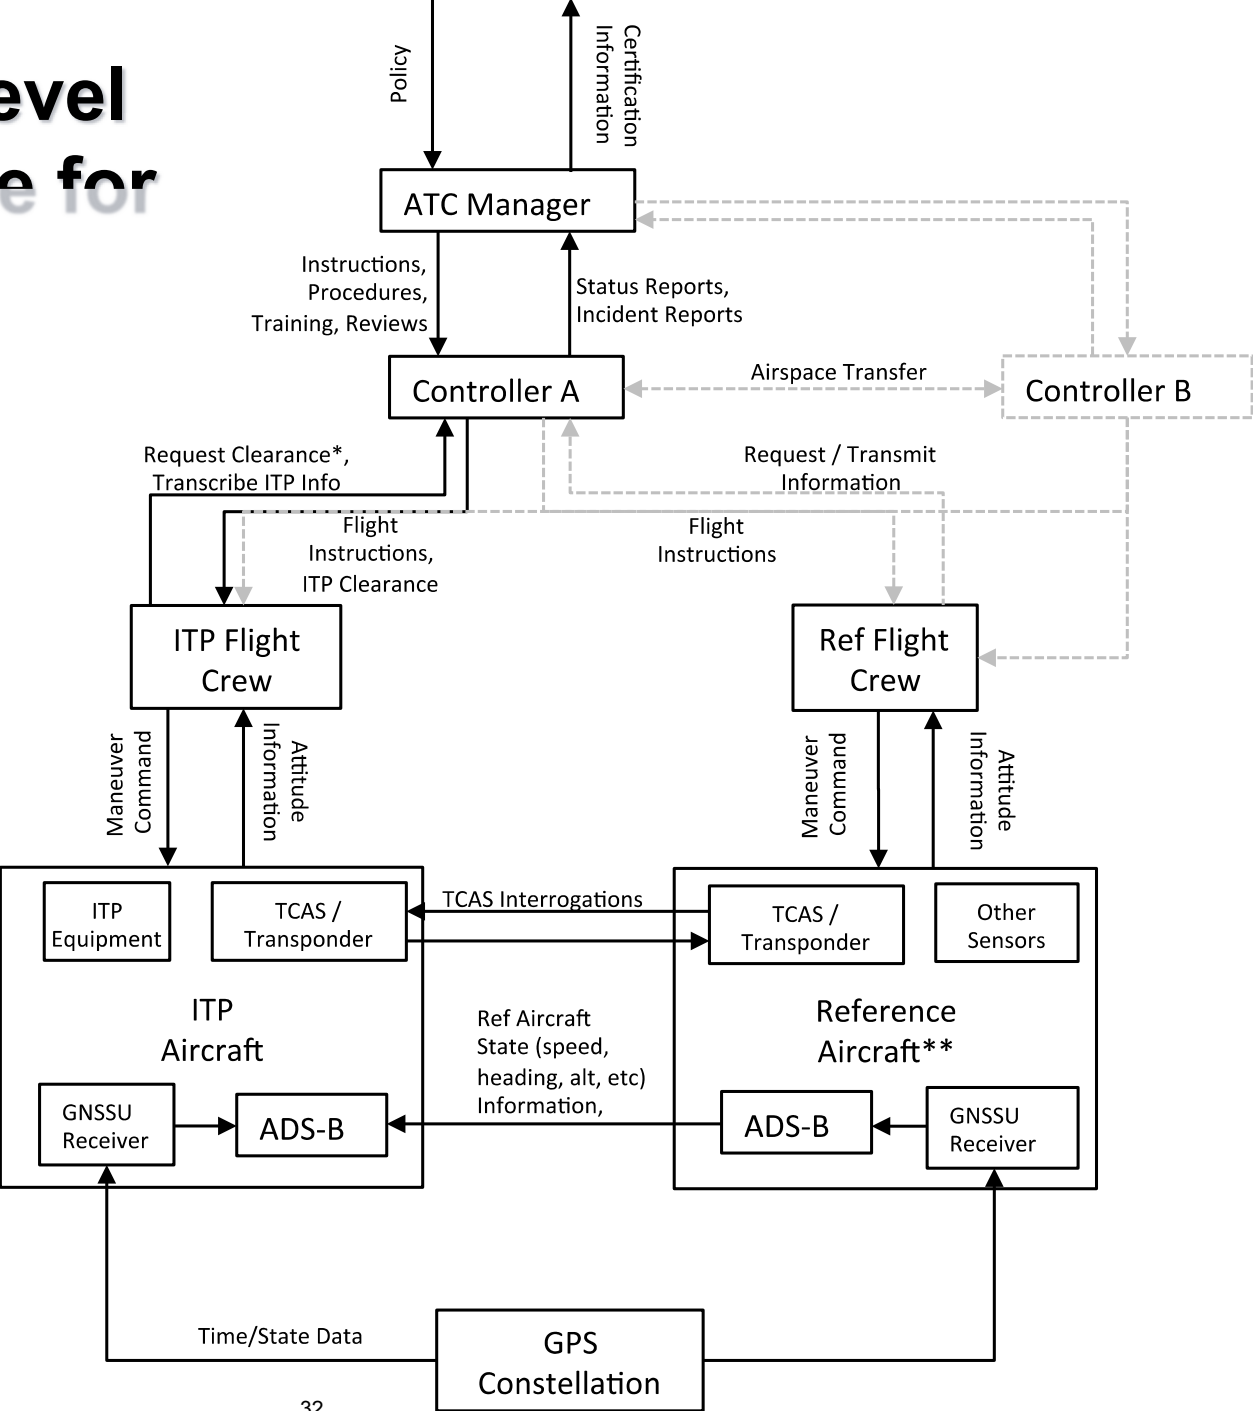 evel
e for
Policy
Certification
Information
ATC Manager
Instructions,
Procedures,
Training, Reviews
Status Reports,
Incident Reports
Controller A
Airspace Transfer
Controller B
Request Clearance*,
Transcribe ITP Info
Request / Transmit
Information
Flight
Instructions,
ITP Clearance
Flight
Instructions
ITP Flight
Crew
Ref Flight
Crew
Maneuver
Command
Attitude
Information
Maneuver
Command
Attitude
Information
ITP
Equipment
TCAS /
Transponder
TCAS Interrogations
TCAS /
Transponder
Other
Sensors
ITP
Aircraft
Ref Aircraft
State (speed,
heading, alt, etc)
Information,
Reference
Aircraft**
GNSSU
Receiver
ADS-B
ADS-B
GNSSU
Receiver
Time/State Data
GPS
Constellation
32